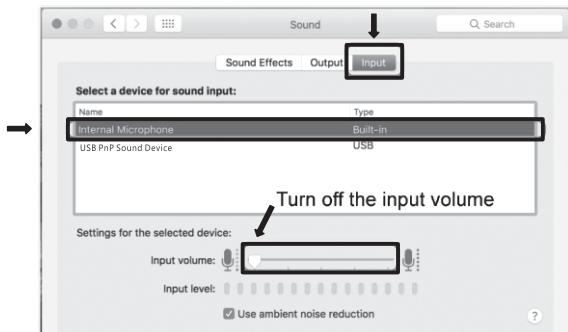 Sound
Search
Sound Effects Output Input
Select a device for sound input:
Name Type
Internal Microphone Built-in
USB PnP Sound Device USB
Turn off the input volume
Settings for the selected device:
Input volume:
Input level:
Use ambient noise reduction
?